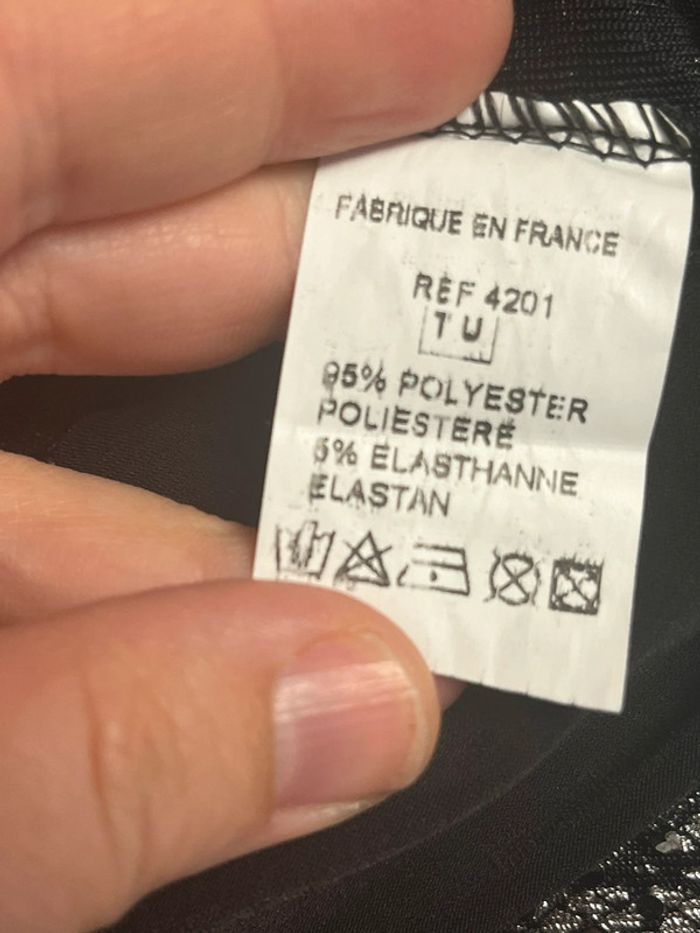 FABRIQUE EN FRANCE
REF 4201
T U
95% POLYESTER
POLIESTERE
5% ELASTHANNE
ELASTAN